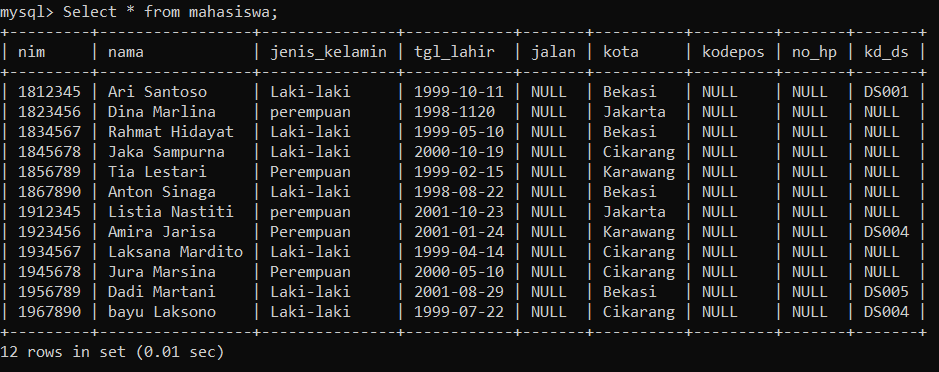 mysql> Select * from mahasiswa;
+---------+-----------------+---------------+------------+-------+----------+---------+-------+-------+
| nim     | nama            | jenis_kelamin | tgl_lahir  | jalan | kota     | kodepos | no_hp | kd_ds |
+---------+-----------------+---------------+------------+-------+----------+---------+-------+-------+
| 1812345 | Ari Santoso     | Laki-laki     | 1999-10-11 | NULL  | Bekasi   | NULL    | NULL  | DS001 |
| 1823456 | Dina Marlina    | perempuan     | 1998-1120  | NULL  | Jakarta  | NULL    | NULL  | NULL  |
| 1834567 | Rahmat Hidayat  | Laki-laki     | 1999-05-10 | NULL  | Bekasi   | NULL    | NULL  | NULL  |
| 1845678 | Jaka Sampurna   | Laki-laki     | 2000-10-19 | NULL  | Cikarang | NULL    | NULL  | NULL  |
| 1856789 | Tia Lestari     | Perempuan     | 1999-02-15 | NULL  | Karawang | NULL    | NULL  | NULL  |
| 1867890 | Anton Sinaga    | Laki-laki     | 1998-08-22 | NULL  | Bekasi   | NULL    | NULL  | NULL  |
| 1912345 | Listia Nastiti  | perempuan     | 2001-10-23 | NULL  | Jakarta  | NULL    | NULL  | NULL  |
| 1923456 | Amira Jarisa    | Perempuan     | 2001-01-24 | NULL  | Karawang | NULL    | NULL  | DS004 |
| 1934567 | Laksana Mardito | Laki-laki     | 1999-04-14 | NULL  | Cikarang | NULL    | NULL  | NULL  |
| 1945678 | Jura Marsina    | Perempuan     | 2000-05-10 | NULL  | Cikarang | NULL    | NULL  | NULL  |
| 1956789 | Dadi Martani    | Laki-laki     | 2001-08-29 | NULL  | Bekasi   | NULL    | NULL  | DS005 |
| 1967890 | bayu Laksono    | Laki-laki     | 1999-07-22 | NULL  | Cikarang | NULL    | NULL  | DS004 |
+---------+-----------------+---------------+------------+-------+----------+---------+-------+-------+
12 rows in set (0.01 sec)